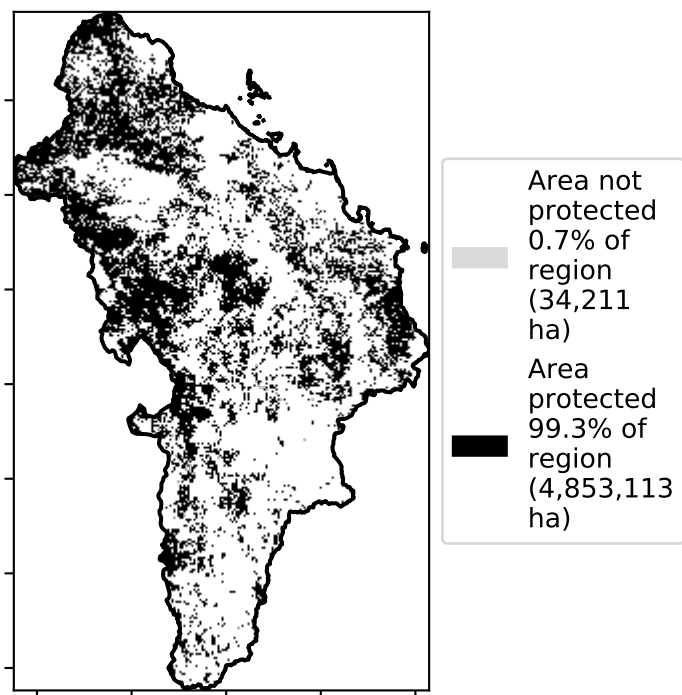 Area not
protected
0.7% of
region
(34,211
ha)
Area
protected
99.3% of
region
(4,853,113
ha)